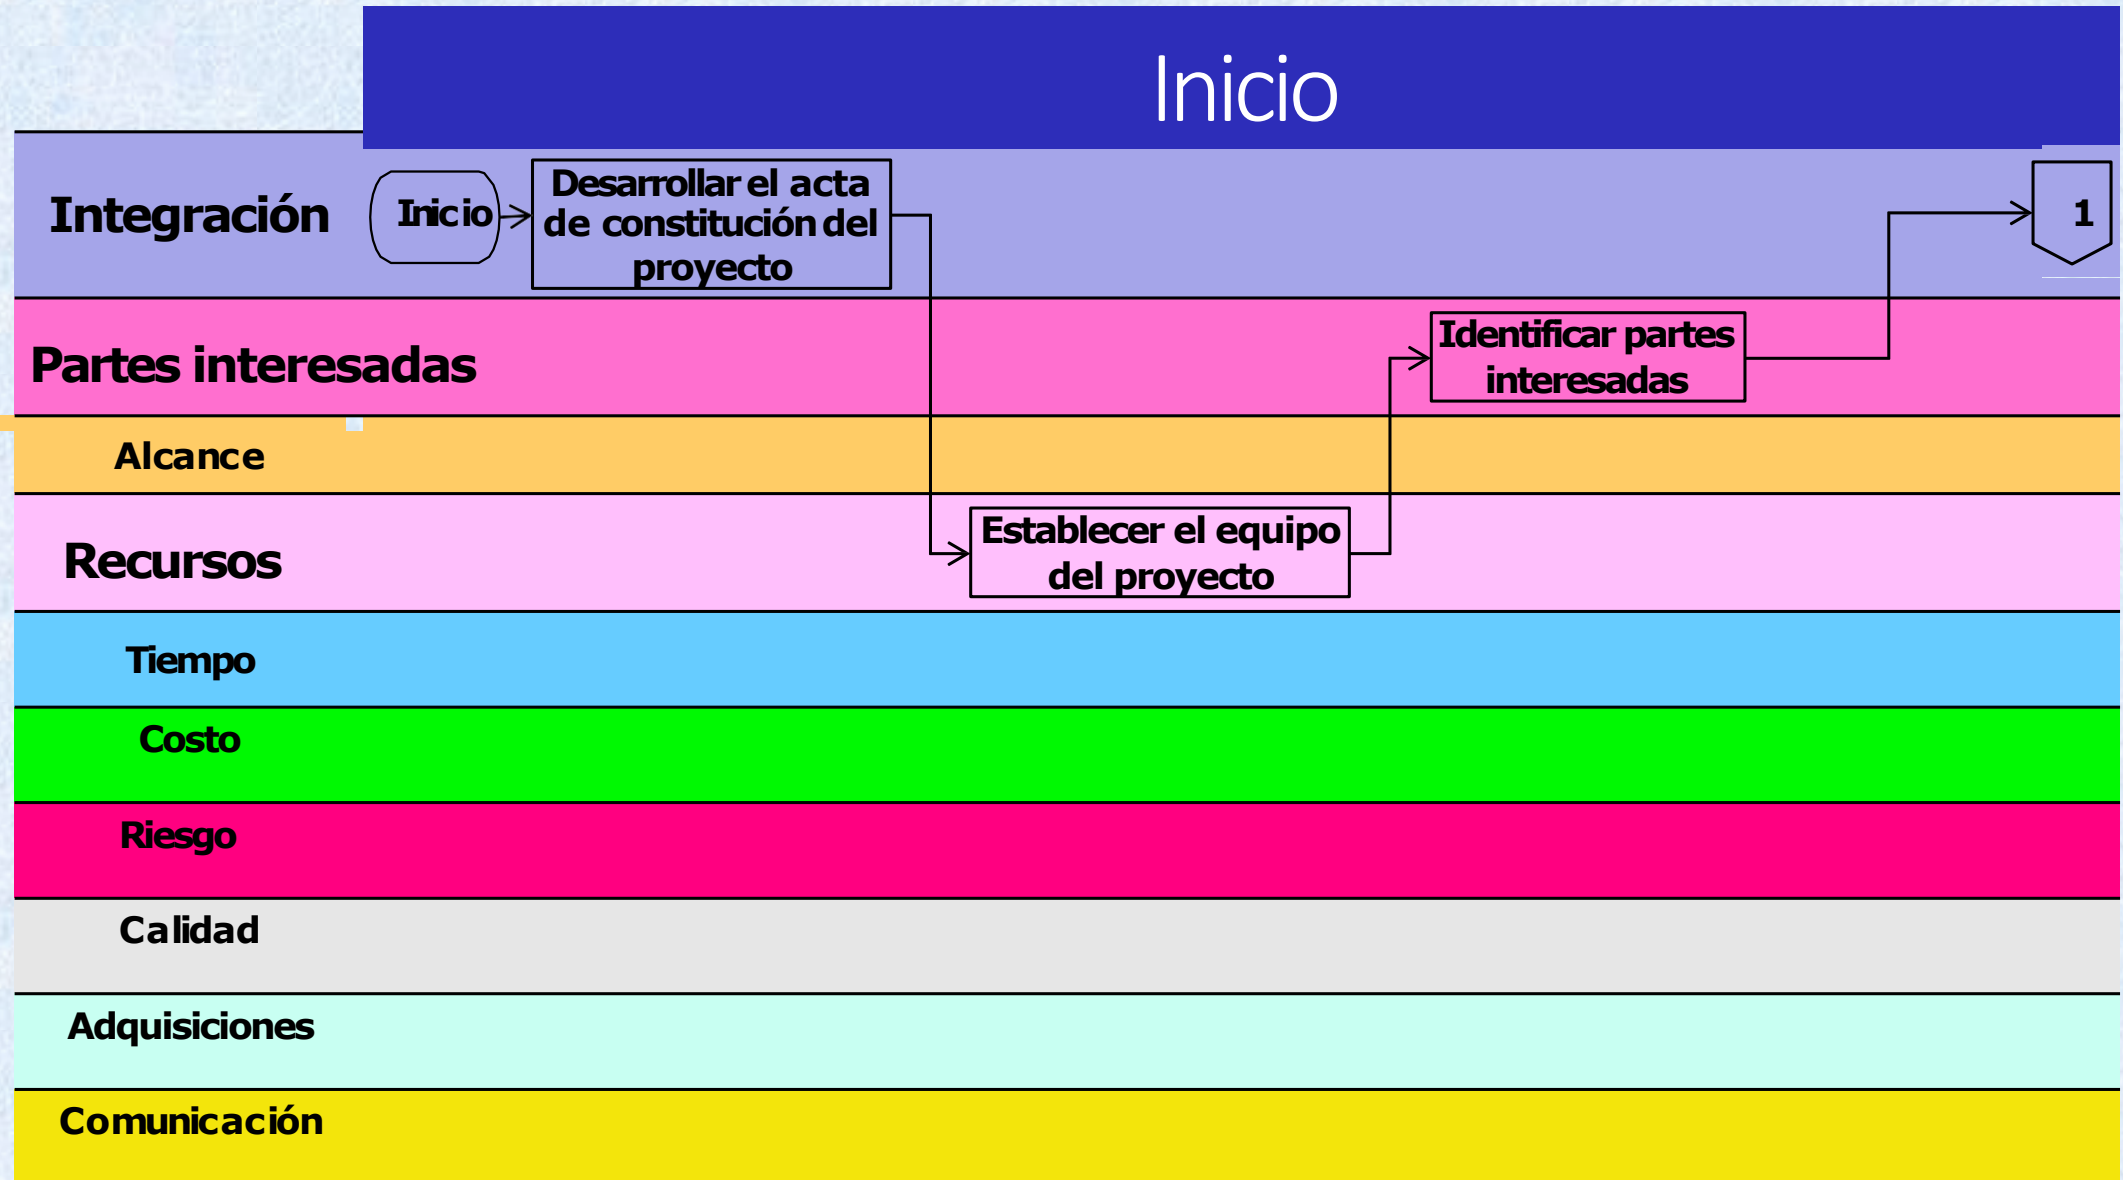 Inicio
Integración
Inicio
Desarrollar el acta
de constitución del
proyecto
1
Partes interesadas
Identificar partes
interesadas
Alcance
Recursos
Establecer el equipo
del proyecto
Tiempo
Costo
Riesgo
Calidad
Adquisiciones
Comunicación